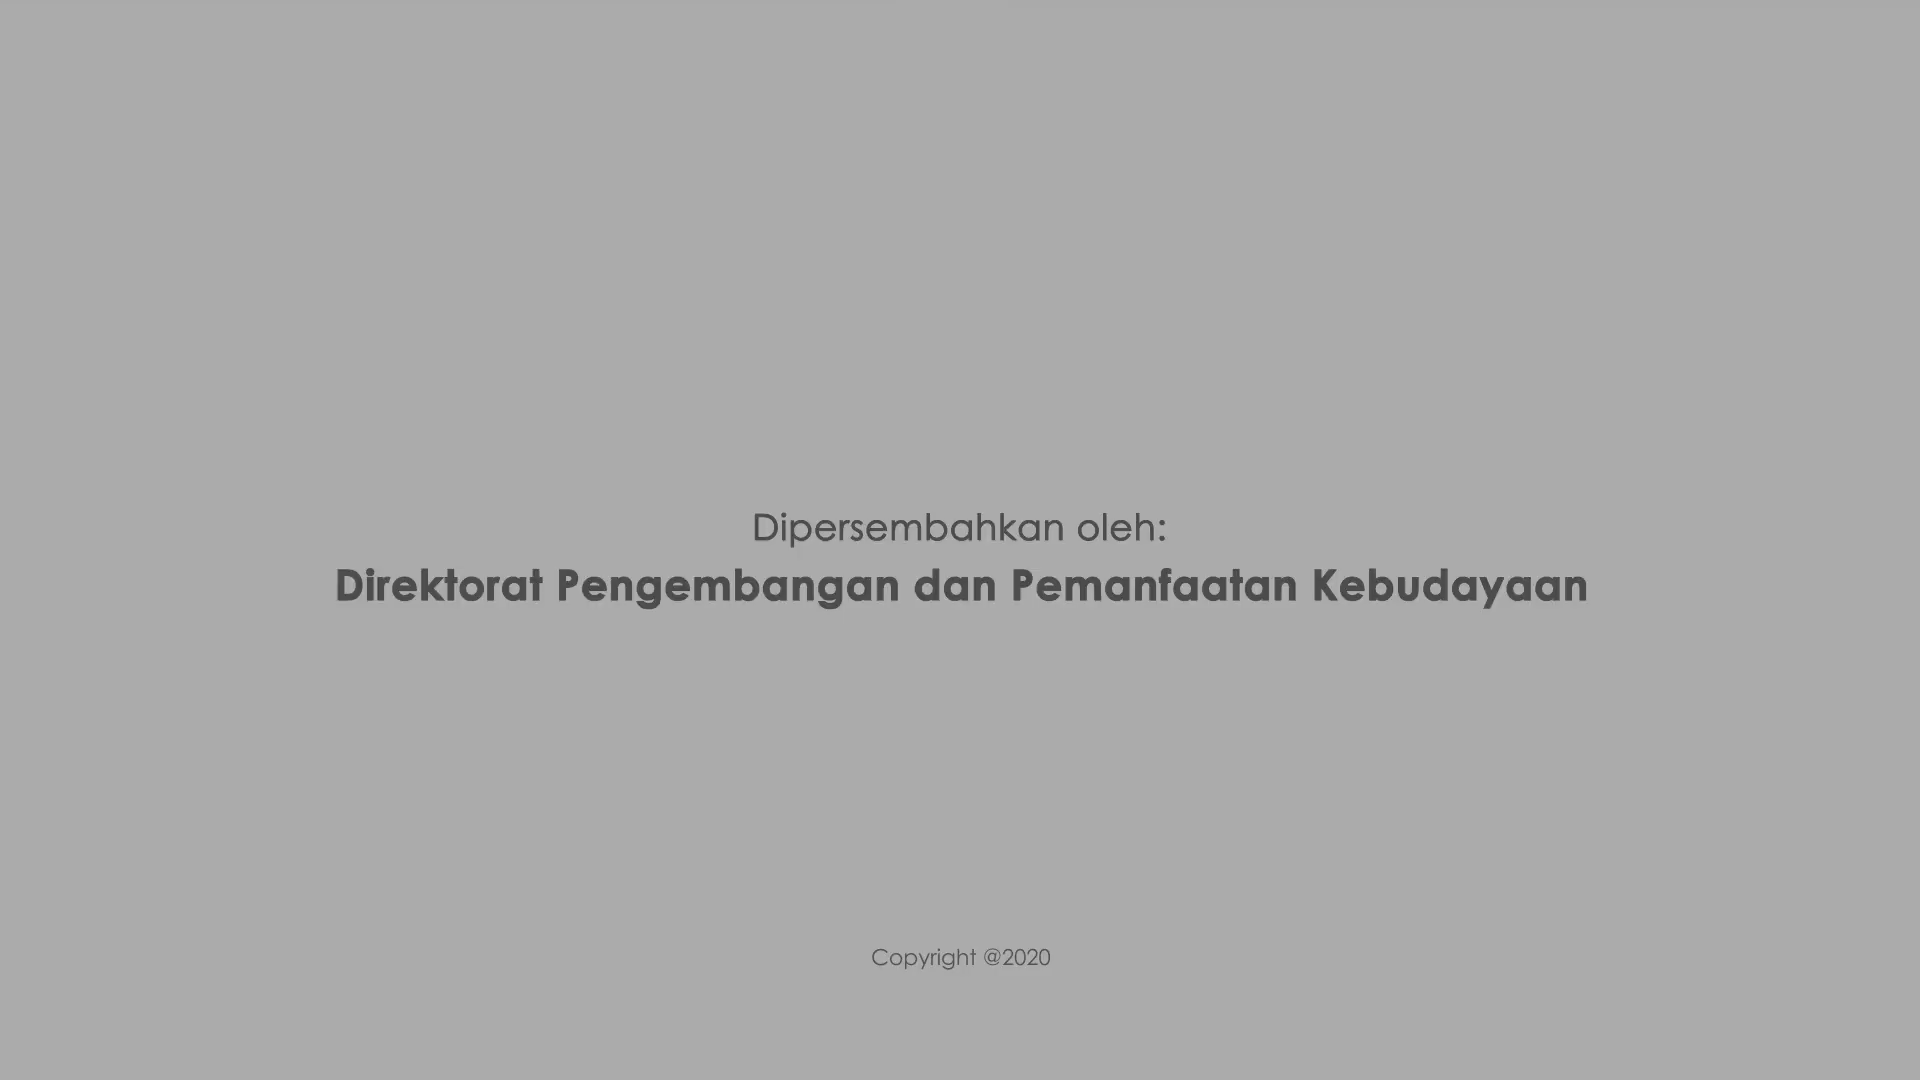 Dipersembahkan oleh:
Direktorat Pengembangan dan Pemanfaatan Kebudayaan
Copyright @2020